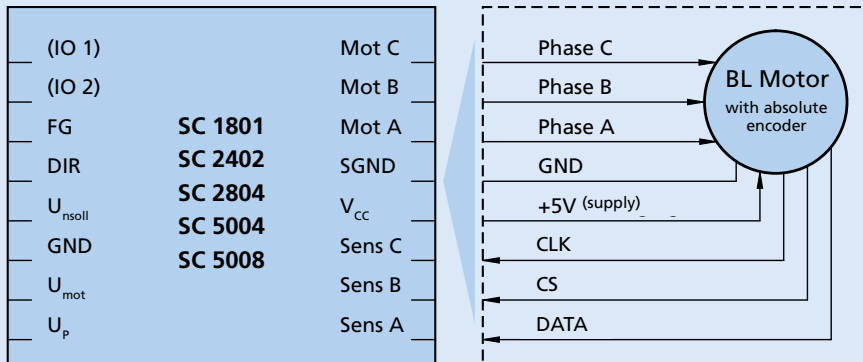 (IO 1)
(IO 2)
FG
DIR
Unsoll
GND
Umot
UP
SC 1801
SC 2402
SC 2804
SC 5004
SC 5008
Mot C
Mot B
Mot A
SGND
VCC
Sens C
Sens B
Sens A
Phase C
Phase B
Phase A
GND
+5V (supply)
CLK
CS
DATA
BL Motor
with absolute
encoder